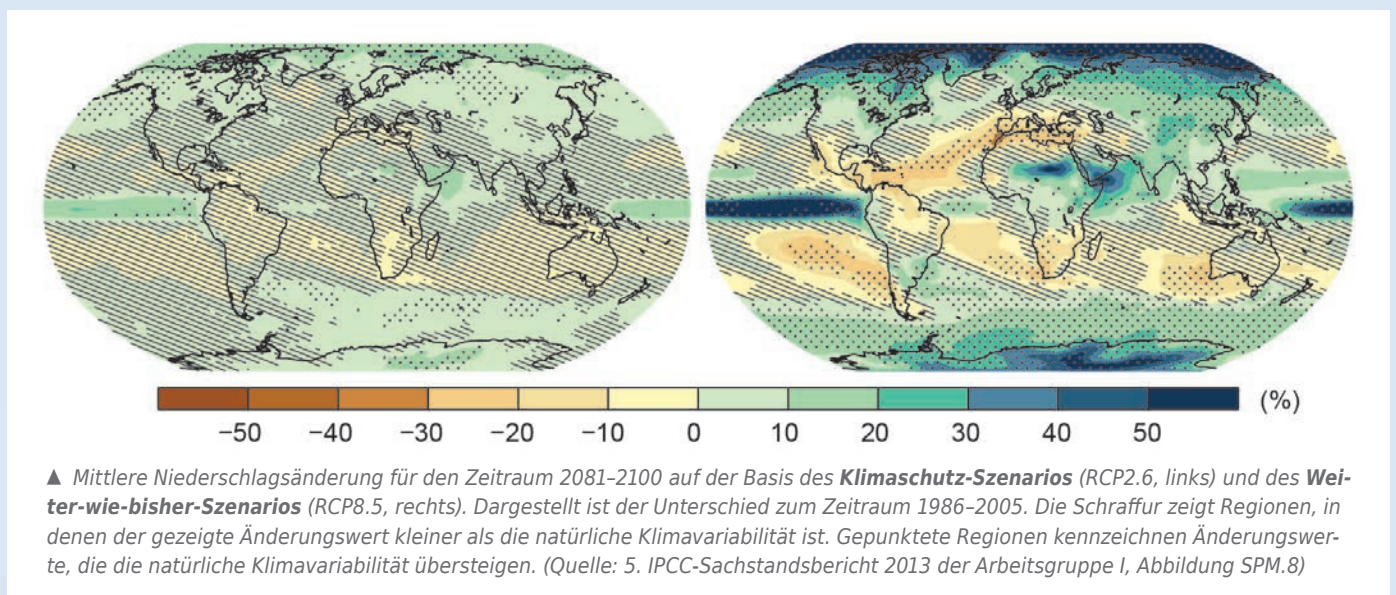 (%)
−50 −40 −30 −20 −10 0 10 20 30 40 50
▲ Mittlere Niederschlagsänderung für den Zeitraum 2081–2100 auf der Basis des Klimaschutz-Szenarios (RCP2.6, links) und des Wei-
ter-wie-bisher-Szenarios (RCP8.5, rechts). Dargestellt ist der Unterschied zum Zeitraum 1986–2005. Die Schraffur zeigt Regionen, in
denen der gezeigte Änderungswert kleiner als die natürliche Klimavariabilität ist. Gepunktete Regionen kennzeichnen Änderungswer-
te, die die natürliche Klimavariabilität übersteigen. (Quelle: 5. IPCC-Sachstandsbericht 2013 der Arbeitsgruppe I, Abbildung SPM.8)